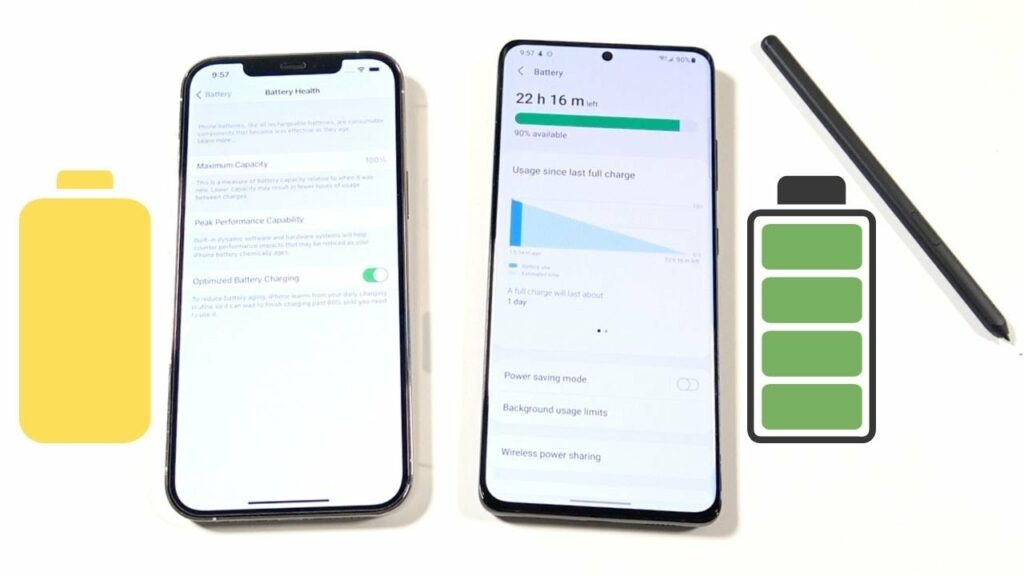 9:57
Battery
Battery Health
Phone batteries, like all rechargeable batteries, are consumable
components that become less effective as they age.
Learn more...
Maximum Capacity
100%
This is a measure of battery capacity relative to when it was
new. Lower capacity may result in fewer hours of usage
between charges.
Peak Performance Capability
Built-in dynamic software and hardware systems will help
counter performance impacts that may be noticed as your
iPhone battery chemically ages.
Optimized Battery Charging
To reduce battery aging, iPhone learns from your daily charging
routine so it can wait to finish charging past 80% until you need
to use it.
9:57
90%
Battery
22 h 16 m left
90% available
Usage since last full charge
22 h 16 m left
Battery use
Estimated time
A full charge will last about
1 day
Power saving mode
Background usage limits
Wireless power sharing